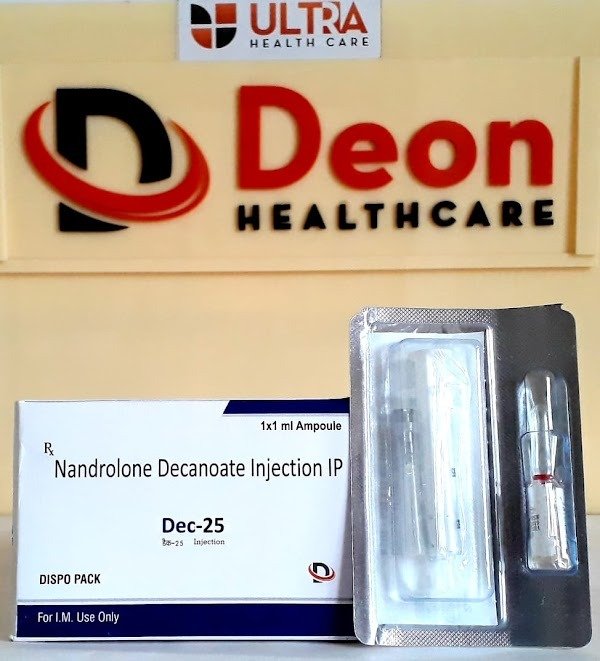 ULTRA
HEALTH CARE
Deon
HEALTHCARE
1x1 ml Ampoule
Rx
Nandrolone Decanoate Injection IP
Dec-25
Injection
DISPO PACK
For I.M. Use Only